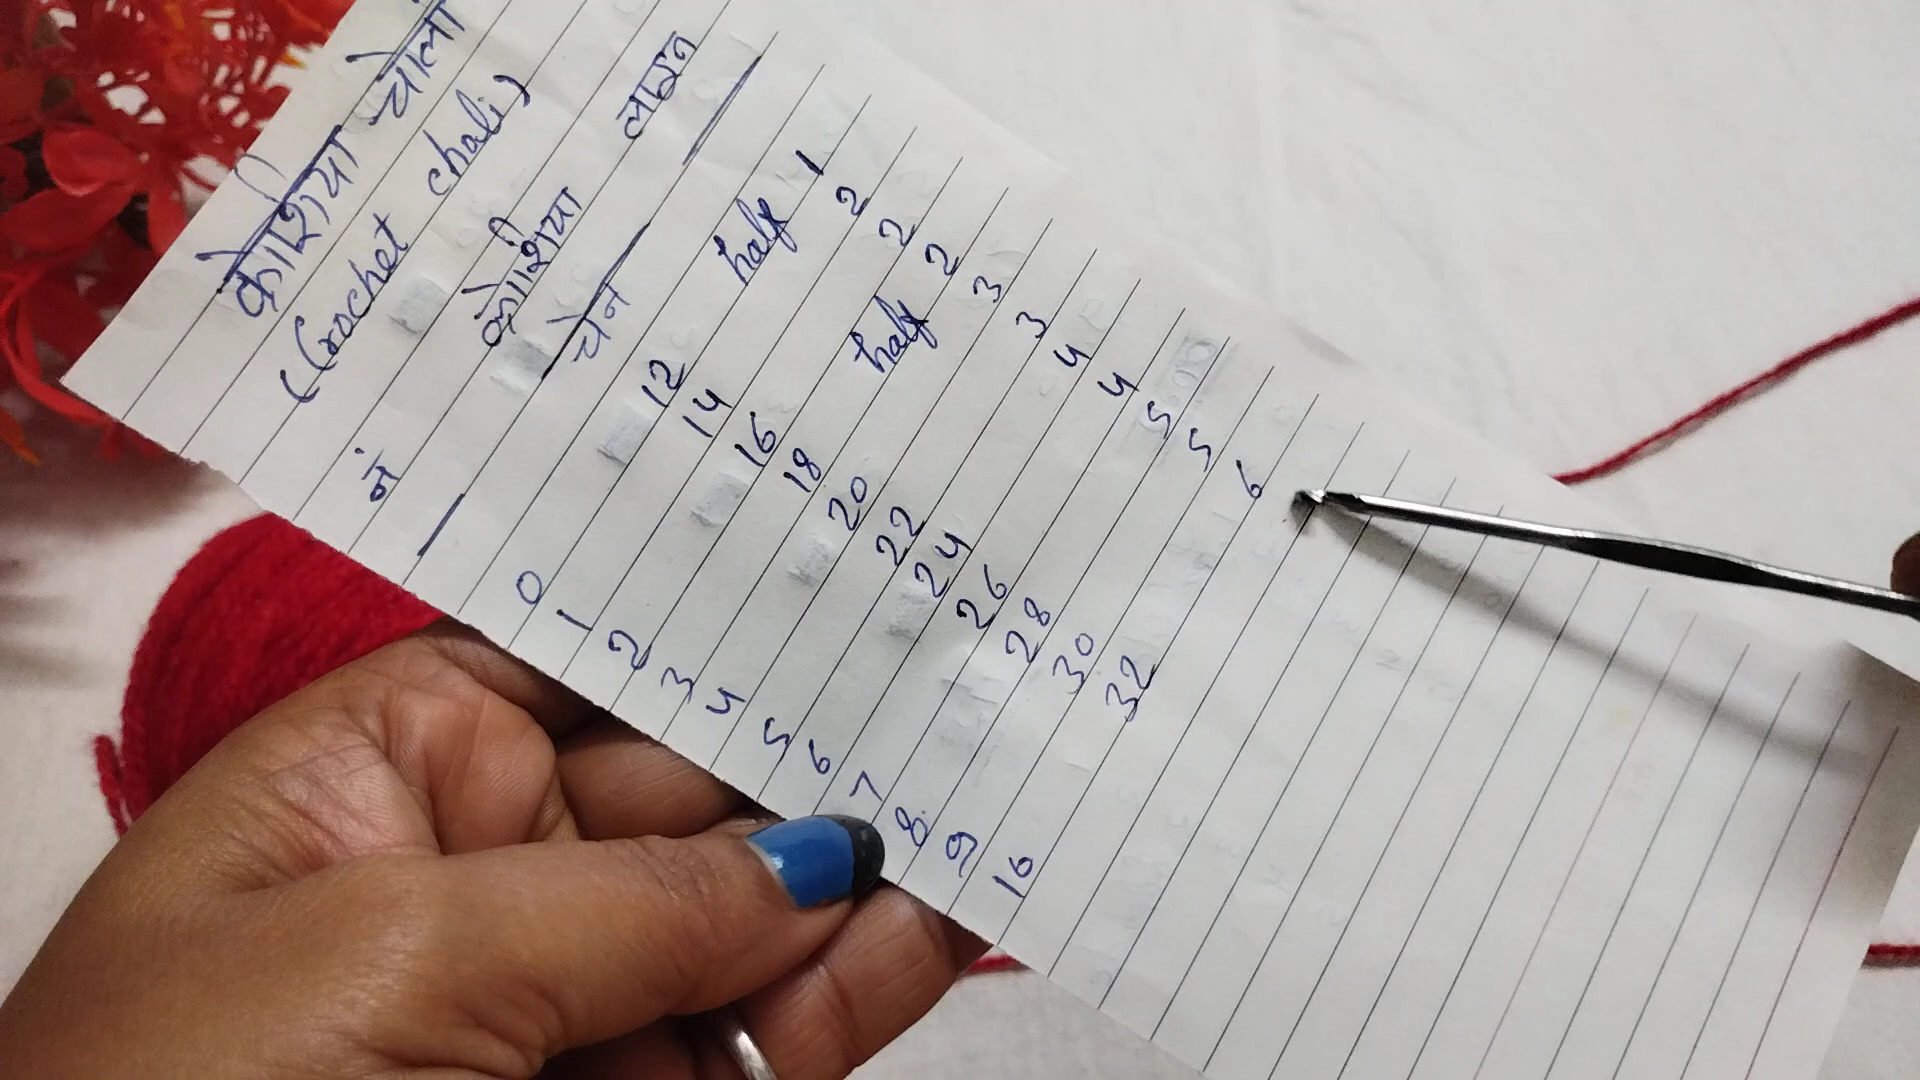 क्रोशीया चोली
(Crochet choli)
नं क्रोशीया लाइन
चेन
0 12 half 1
1 14 2
2 16 2
3 18 half 2
4 20 3
5 22 3
6 24 4
7 26 4
8 28 5
9 30 5
10 32 6